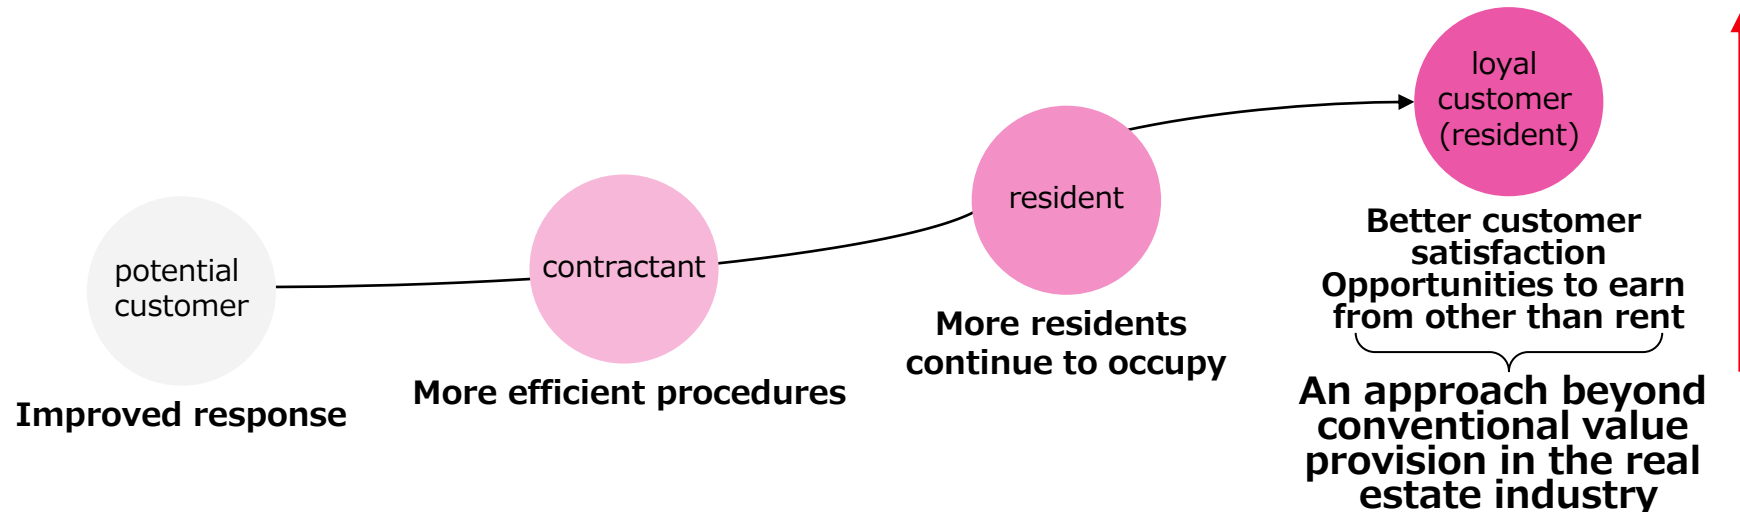 potential
customer
Improved response
contractant
More efficient procedures
resident
More residents
continue to occupy
loyal
customer
(resident)
Better customer
satisfaction
Opportunities to earn
from other than rent
An approach beyond
conventional value
provision in the real
estate industry